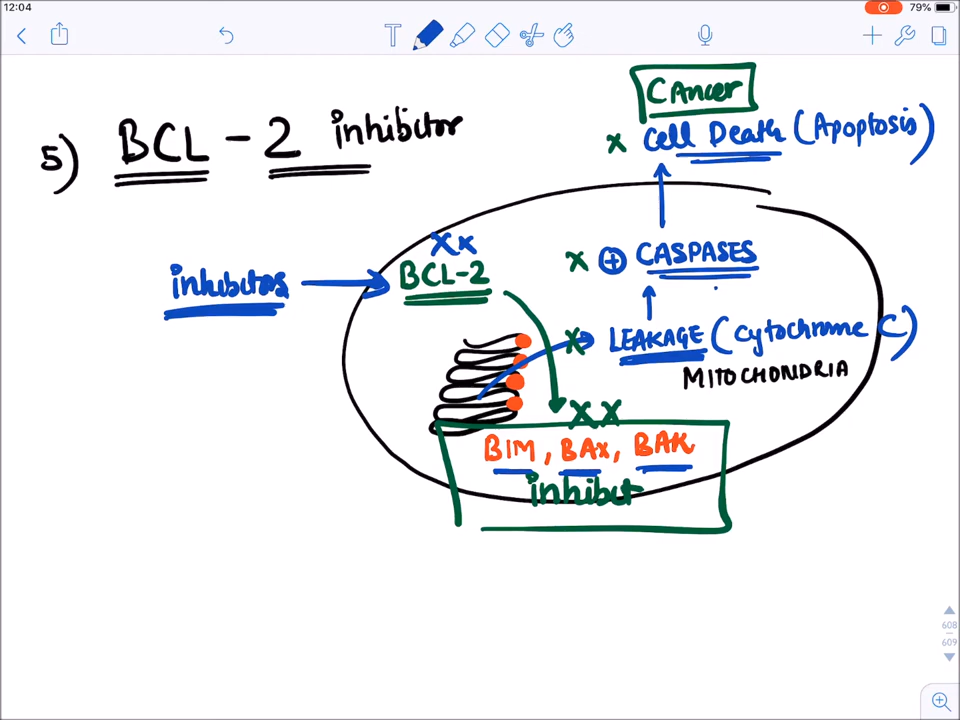 12:04
79%
T
CAncer
5) BCL-2 inhibitor
x Cell Death (Apoptosis)
xx
x + CASPASES
inhibitors
BCL-2
x LEAKAGE (Cytochrome C)
MITOCHONDRIA
xx
BIM, BAX, BAK
inhibit
608
609